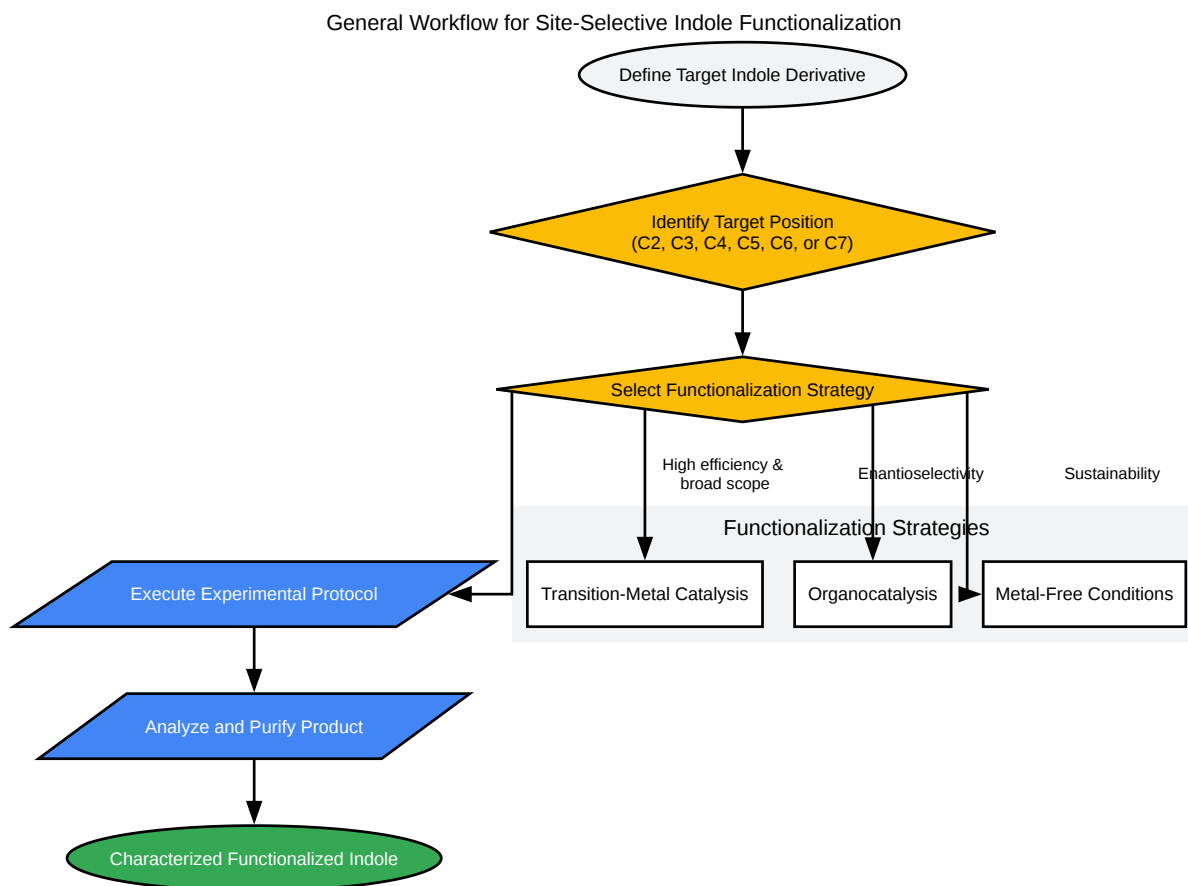 General Workflow for Site-Selective Indole Functionalization
Define Target Indole Derivative
Identify Target Position
(C2, C3, C4, C5, C6, or C7)
Select Functionalization Strategy
High efficiency &
broad scope
Enantioselectivity
Sustainability
Functionalization Strategies
Transition-Metal Catalysis
Organocatalysis
Metal-Free Conditions
Execute Experimental Protocol
Analyze and Purify Product
Characterized Functionalized Indole